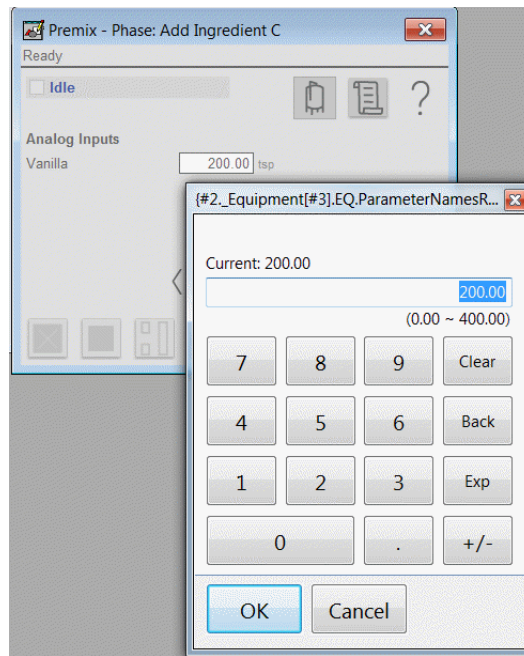 Premix - Phase: Add Ingredient C
Ready
Idle
?
Analog Inputs
Vanilla 200.00 tsp
{#2._Equipment[#3].EQ.ParameterNamesR...
Current: 200.00
200.00
(0.00 ~ 400.00)
7 8 9 Clear
4 5 6 Back
1 2 3 Exp
0 . +/-
OK Cancel